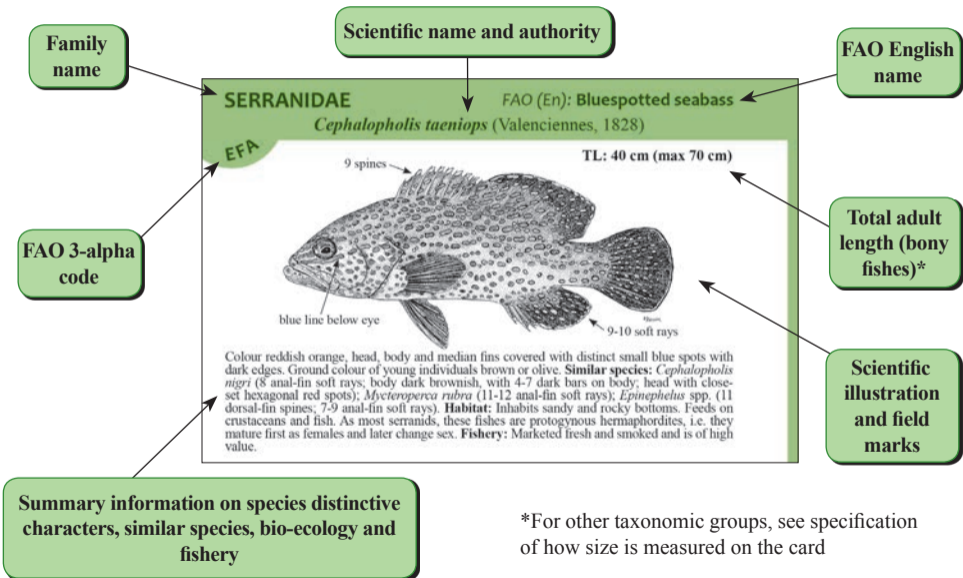 Family
name
Scientific name and authority
FAO English
name
SERRANIDAE
FAO (En): Bluespotted seabass
Cephalopholis taeniops (Valenciennes, 1828)
EFA
TL: 40 cm (max 70 cm)
9 spines
FAO 3-alpha
code
Total adult
length (bony
fishes)*
blue line below eye
9-10 soft rays
Colour reddish orange, head, body and median fins covered with distinct small blue spots with
dark edges. Ground colour of young individuals brown or olive. Similar species: Cephalopholis
nigri (8 anal-fin soft rays; body dark brownish, with 4-7 dark bars on body; head with close-
set hexagonal red spots); Mycteroperca rubra (11-12 anal-fin soft rays); Epinephelus spp. (11
dorsal-fin spines; 7-9 anal-fin soft rays). Habitat: Inhabits sandy and rocky bottoms. Feeds on
crustaceans and fish. As most serranids, these fishes are protogynous hermaphordites, i.e. they
mature first as females and later change sex. Fishery: Marketed fresh and smoked and is of high
value.
Scientific
illustration
and field
marks
Summary information on species distinctive
characters, similar species, bio-ecology and
fishery
*For other taxonomic groups, see specification
of how size is measured on the card